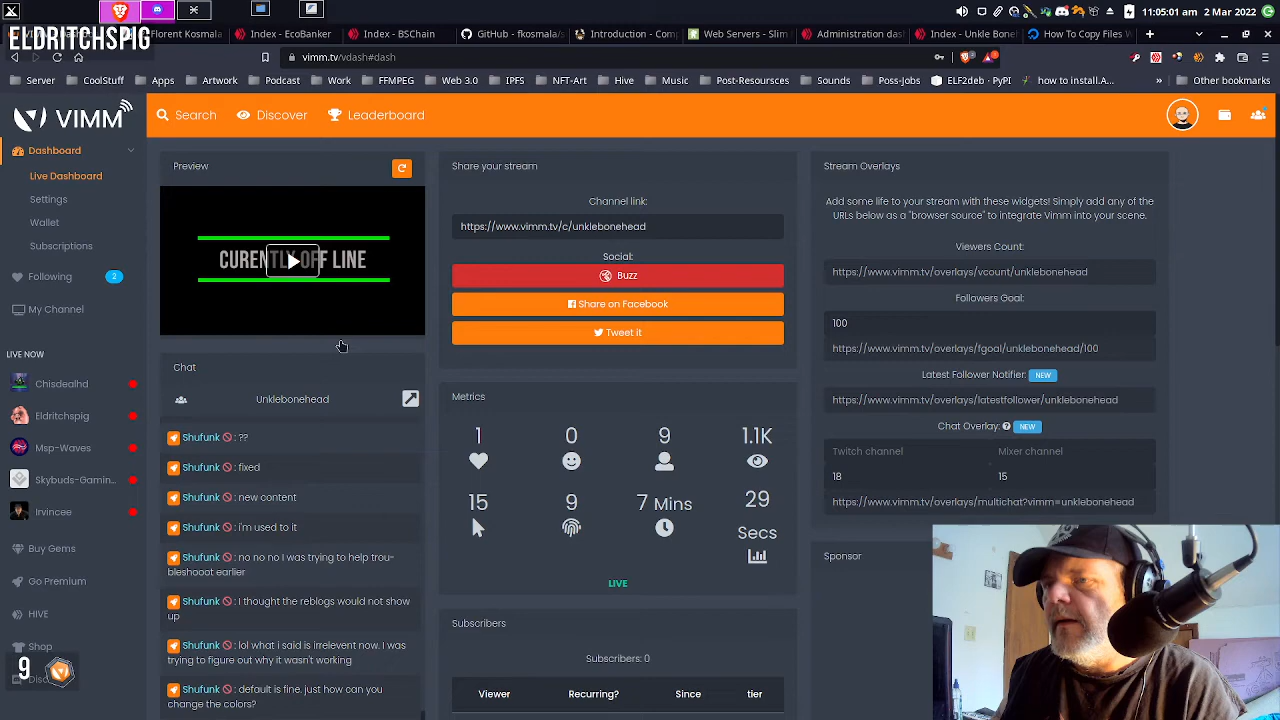 11:05:01 am
2 Mar 2022
ELDRITCHSPIG
Florent Kosmala
Index - EcoBanker
Index - BSChain
GitHub - fkosmala/s
Introduction - Com
Web Servers - Slim
Administration dash
Index - Unkle Bone
How To Copy Files W
vimm.tv/vdash#dash
Server
CoolStuff
Apps
Artwork
Podcast
Work
FFMPEG
Web 3.0
IPFS
NFT-Art
Hive
Music
Post-Resoursces
Sounds
Poss-Jobs
ELF2deb · PyPI
how to install.A...
»
Other bookmarks
VIMM
Search
Discover
Leaderboard
Dashboard
Live Dashboard
Settings
Wallet
Subscriptions
Following
2
My Channel
LIVE NOW
Chisdealhd
Eldritchspig
Msp-Waves
Skybuds-Gamin...
Irvincee
Buy Gems
Go Premium
HIVE
Shop
9
Preview
CURENTLY OFF LINE
Chat
Unklebonehead
Shufunk : ??
Shufunk : fixed
Shufunk : new content
Shufunk : i'm used to it
Shufunk : no no no I was trying to help trou-
bleshooot earlier
Shufunk : I thought the reblogs would not show
up
Shufunk : lol what i said is irrelevent now. I was
trying to figure out why it wasn't working
Shufunk : default is fine. just how can you
change the colors?
Share your stream
Channel link:
https://www.vimm.tv/c/unklebonehead
Social:
Buzz
Share on Facebook
Tweet it
Metrics
1
0
9
1.1K
15
9
7 Mins
29
Secs
LIVE
Subscribers
Subscribers: 0
Viewer
Recurring?
Since
tier
Stream Overlays
Add some life to your stream with these widgets! Simply add any of the
URLs below as a "browser source" to integrate Vimm into your scene.
Viewers Count:
https://www.vimm.tv/overlays/vcount/unklebonehead
Followers Goal:
100
https://www.vimm.tv/overlays/fgoal/unklebonehead/100
Latest Follower Notifier: NEW
https://www.vimm.tv/overlays/latestfollower/unklebonehead
Chat Overlay: NEW
Twitch channel
Mixer channel
18
15
https://www.vimm.tv/overlays/multichat?vimm=unklebonehead
Sponsor